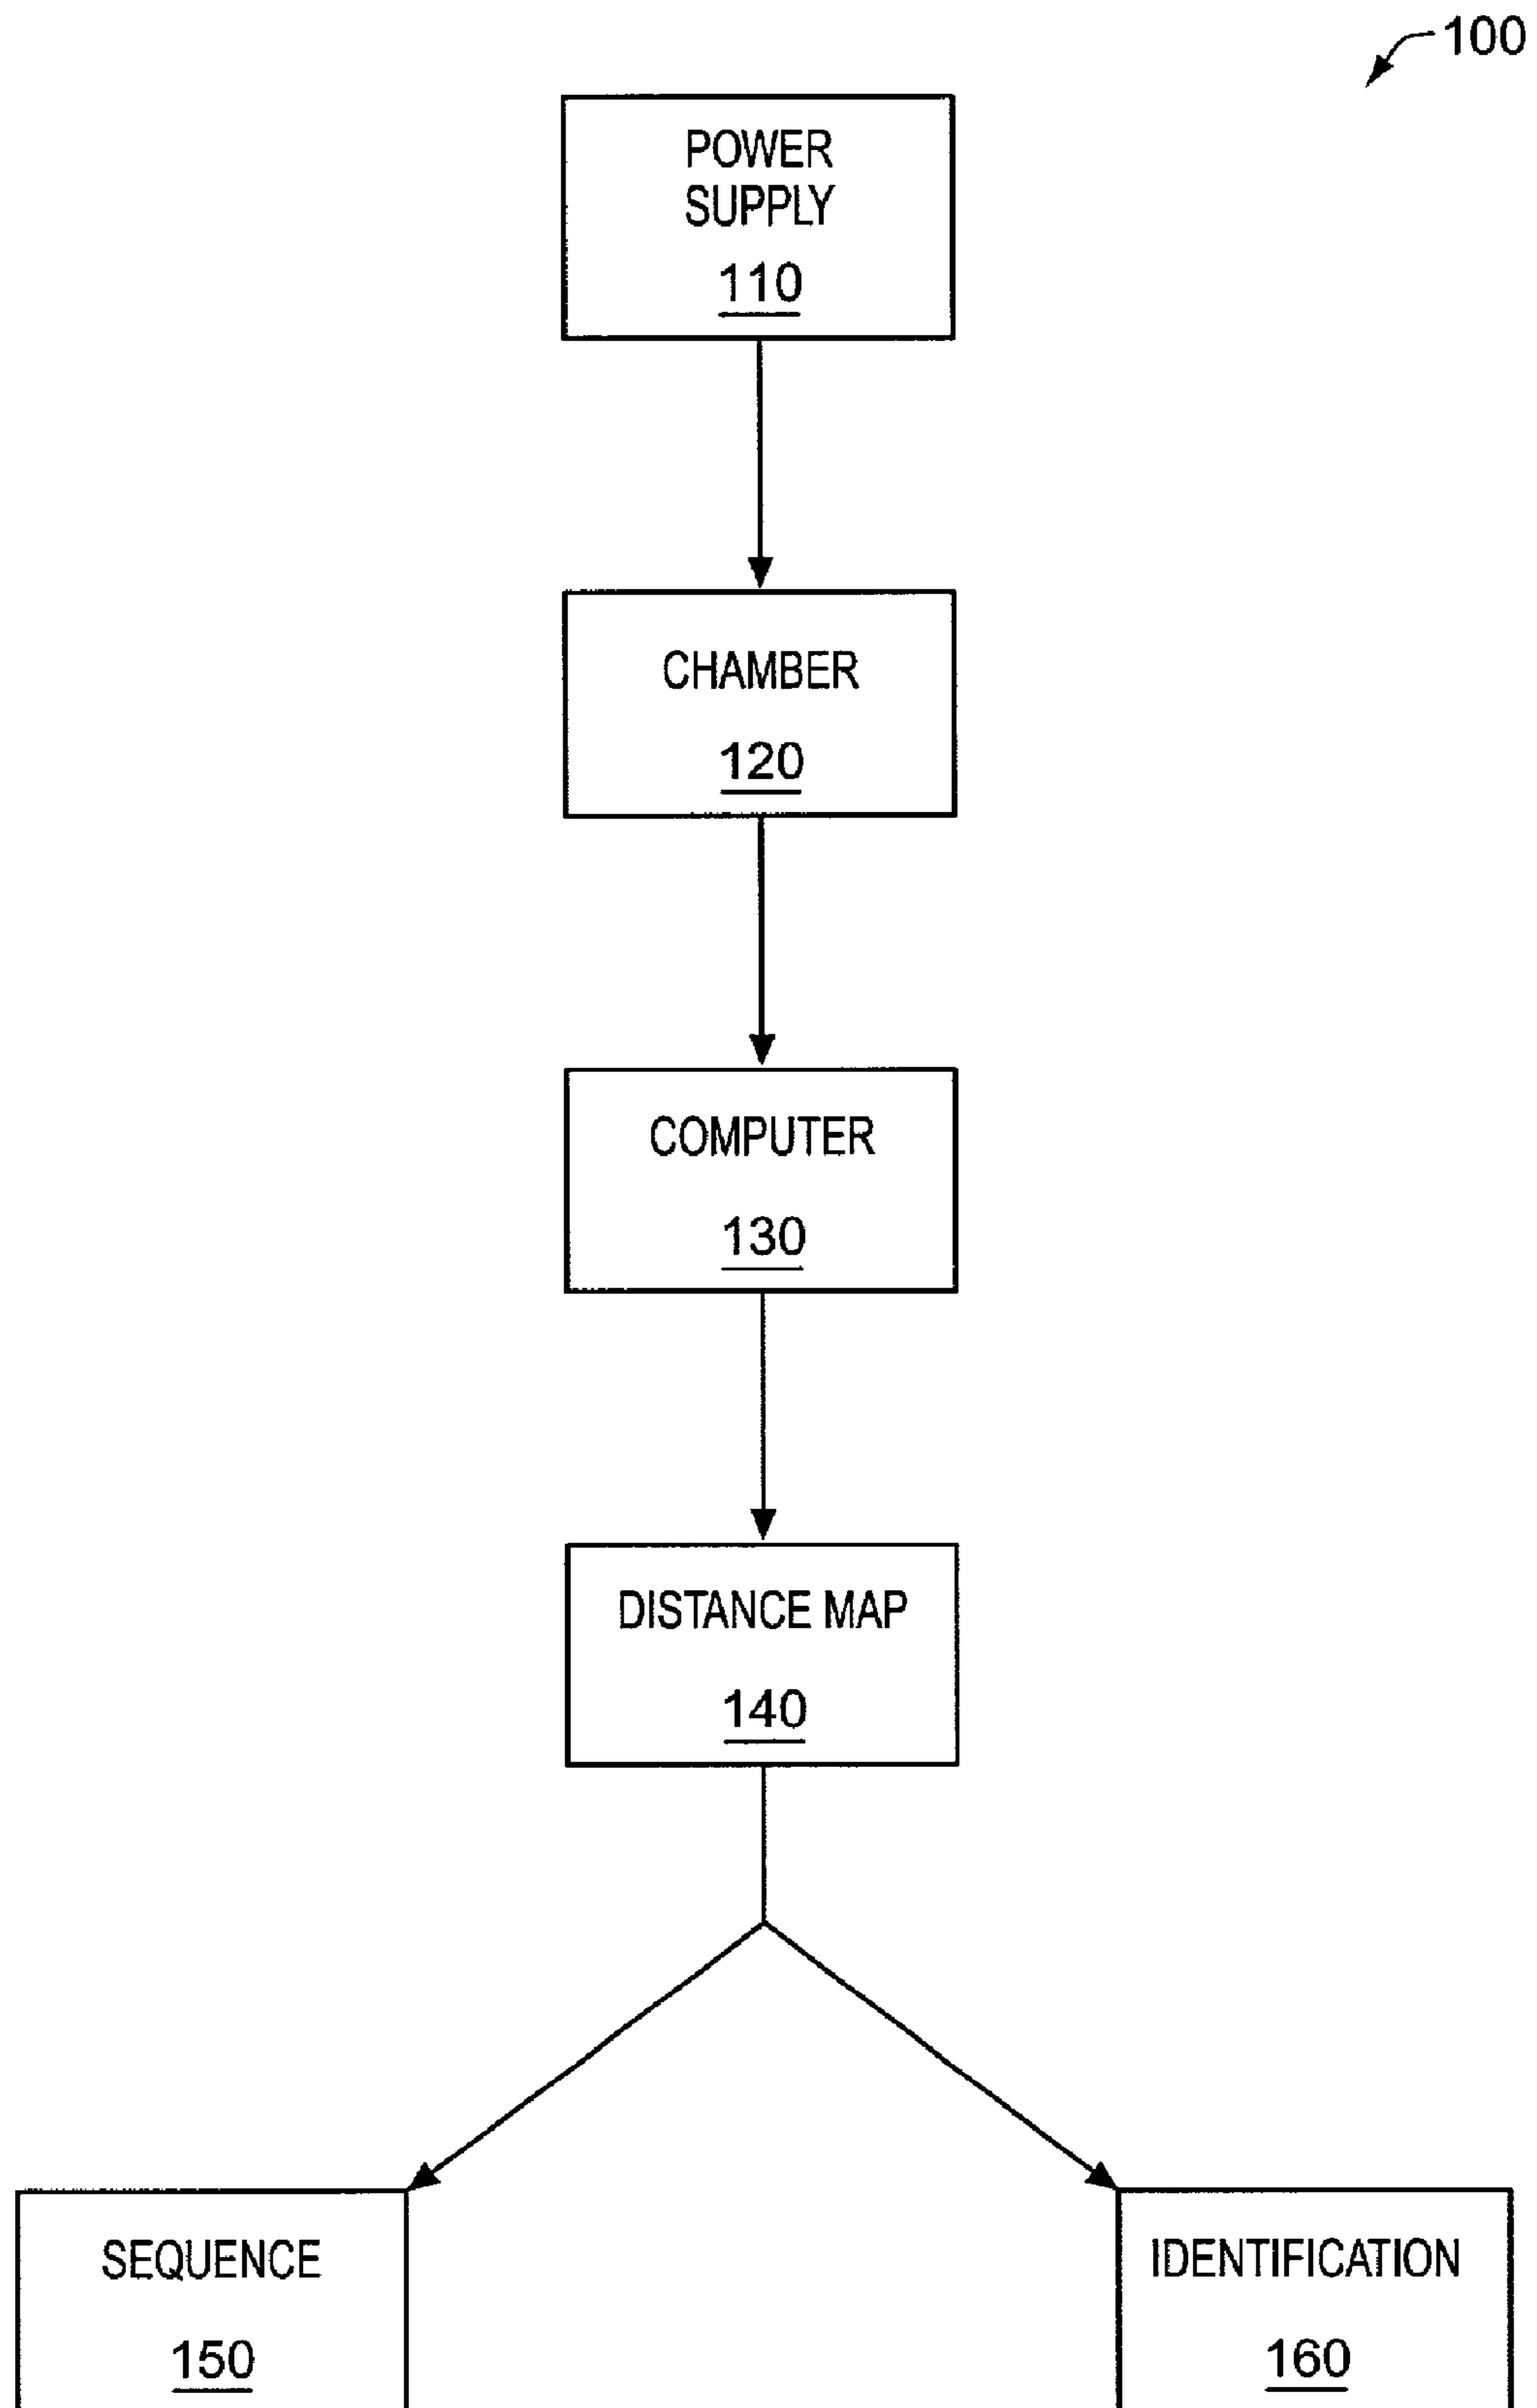 100
POWER
SUPPLY
110
CHAMBER
120
COMPUTER
130
DISTANCE MAP
140
SEQUENCE
150
IDENTIFICATION
160